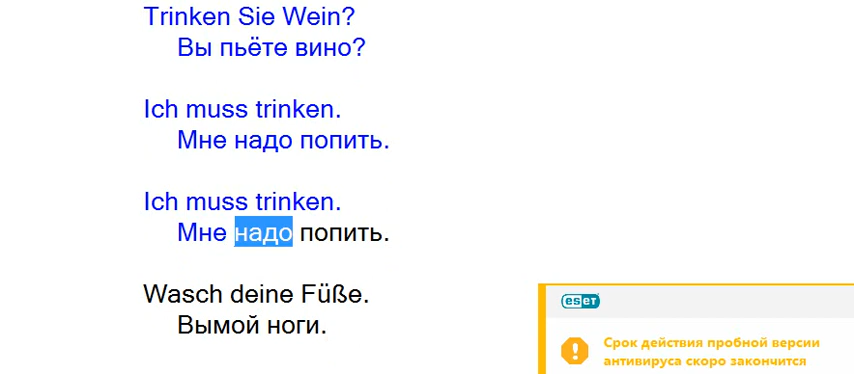 Trinken Sie Wein?
Вы пьёте вино?
Ich muss trinken.
Мне надо попить.
Ich muss trinken.
Мне надо попить.
Wasch deine Füße.
Вымой ноги.
eset
Срок действия пробной версии
антивируса скоро закончится